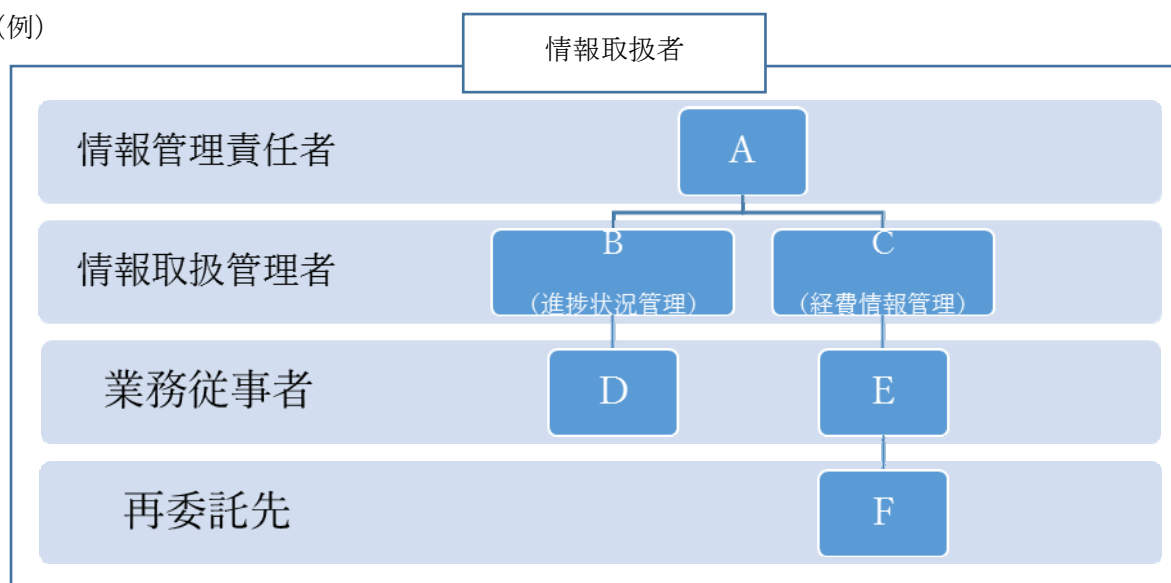 (例)
情報取扱者
情報管理責任者
A
情報取扱管理者
B
(進捗状況管理)
C
(経費情報管理)
業務従事者
D
E
再委託先
F